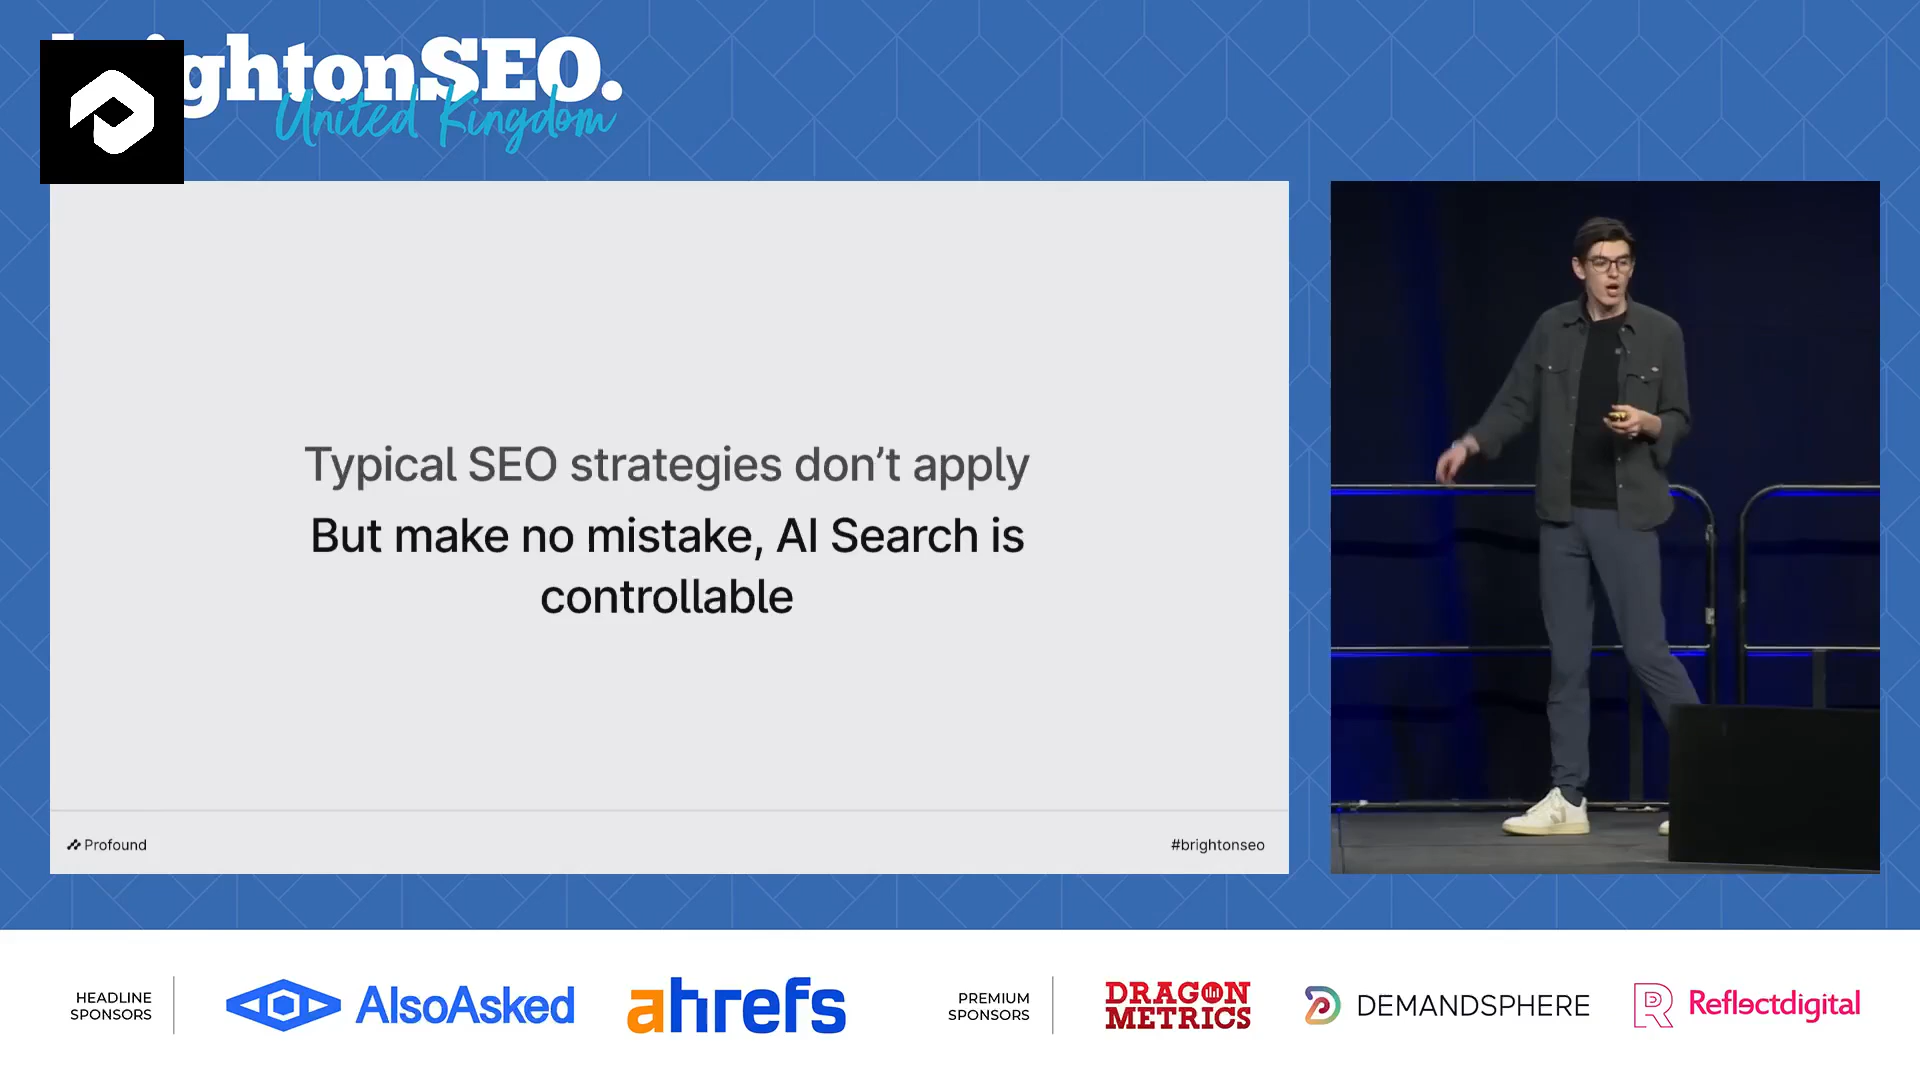 ghtonSEO.
United Kingdom
Typical SEO strategies don’t apply
But make no mistake, AI Search is
controllable
Profound
#brightonseo
HEADLINE
SPONSORS
AlsoAsked
ahrefs
PREMIUM
SPONSORS
DRAGON
METRICS
DEMANDSPHERE
Reflectdigital